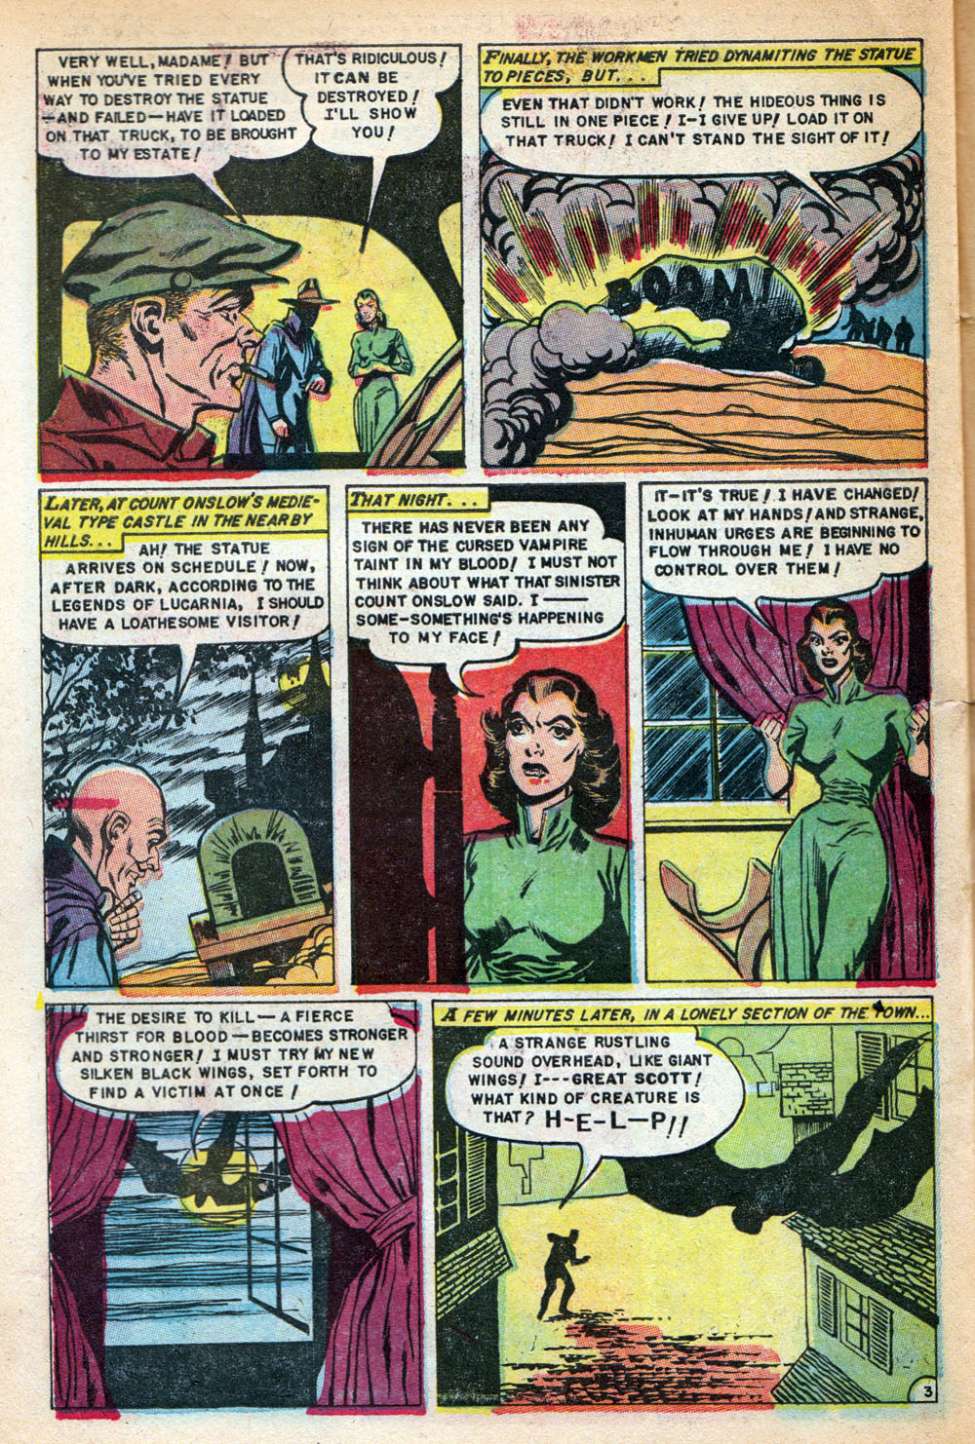 VERY WELL, MADAME! BUT
WHEN YOU'VE TRIED EVERY
WAY TO DESTROY THE STATUE
—AND FAILED—HAVE IT LOADED
ON THAT TRUCK, TO BE BROUGHT
TO MY ESTATE!
THAT'S RIDICULOUS!
IT CAN BE
DESTROYED!
I'LL SHOW
YOU!
FINALLY, THE WORKMEN TRIED DYNAMITING THE STATUE
TO PIECES, BUT...
EVEN THAT DIDN'T WORK! THE HIDEOUS THING IS
STILL IN ONE PIECE! I-I GIVE UP! LOAD IT ON
THAT TRUCK! I CAN'T STAND THE SIGHT OF IT!
BOOM!
LATER, AT COUNT ONSLOW'S MEDIE-
VAL TYPE CASTLE IN THE NEARBY
HILLS...
AH! THE STATUE
ARRIVES ON SCHEDULE! NOW,
AFTER DARK, ACCORDING TO THE
LEGENDS OF LUCARNIA, I SHOULD
HAVE A LOATHESOME VISITOR!
THAT NIGHT...
THERE HAS NEVER BEEN ANY
SIGN OF THE CURSED VAMPIRE
TAINT IN MY BLOOD! I MUST NOT
THINK ABOUT WHAT THAT SINISTER
COUNT ONSLOW SAID. I——
SOME-SOMETHING'S HAPPENING
TO MY FACE!
IT-IT'S TRUE! I HAVE CHANGED!
LOOK AT MY HANDS! AND STRANGE,
INHUMAN URGES ARE BEGINNING TO
FLOW THROUGH ME! I HAVE NO
CONTROL OVER THEM!
THE DESIRE TO KILL—A FIERCE
THIRST FOR BLOOD—BECOMES STRONGER
AND STRONGER! I MUST TRY MY NEW
SILKEN BLACK WINGS, SET FORTH TO
FIND A VICTIM AT ONCE!
A FEW MINUTES LATER, IN A LONELY SECTION OF THE TOWN...
A STRANGE RUSTLING
SOUND OVERHEAD, LIKE GIANT
WINGS! I---GREAT SCOTT!
WHAT KIND OF CREATURE IS
THAT? H-E-L-P!!
3